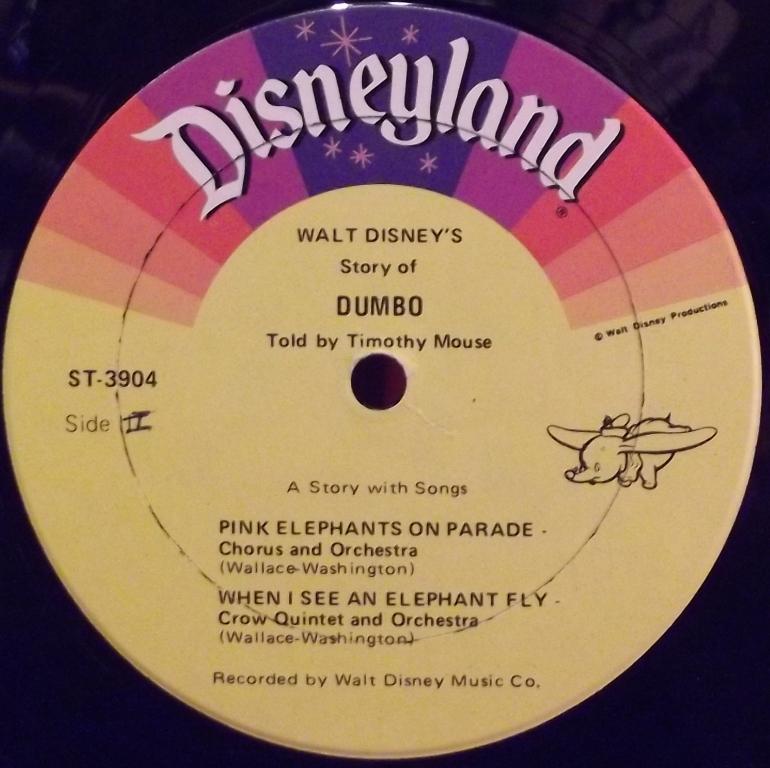 Disneyland®
WALT DISNEY'S
Story of
DUMBO
Told by Timothy Mouse
© Walt Disney Productions
ST-3904
Side II
A Story with Songs
PINK ELEPHANTS ON PARADE -
Chorus and Orchestra
(Wallace-Washington)
WHEN I SEE AN ELEPHANT FLY -
Crow Quintet and Orchestra
(Wallace-Washington)
Recorded by Walt Disney Music Co.